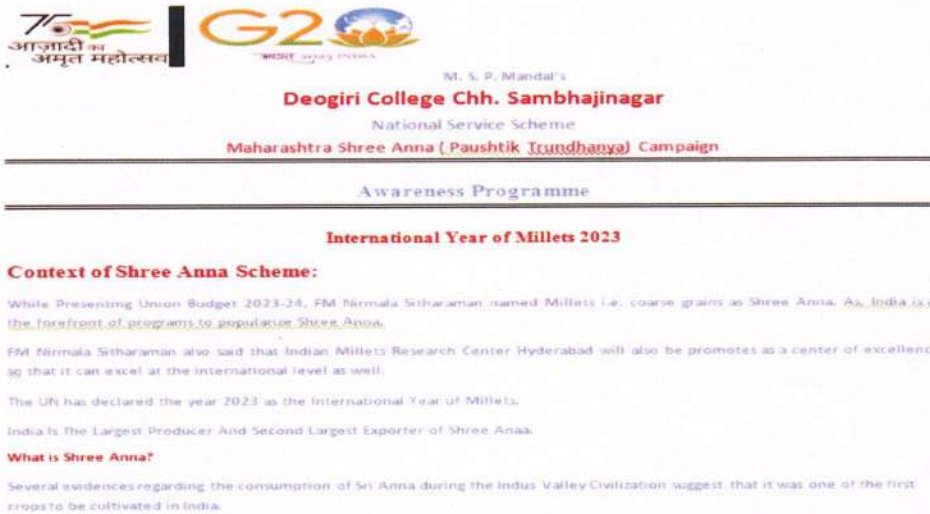 आज़ादी का
अमृत महोत्सव
G20
भारत 2023 INDIA
M. S. P. Mandal's
Deogiri College Chh. Sambhajinagar
National Service Scheme
Maharashtra Shree Anna ( Paushtik Trundhanya) Campaign
Awareness Programme
International Year of Millets 2023
Context of Shree Anna Scheme:
While Presenting Union Budget 2023-24, FM Nirmala Sitharaman named Millets i.e. coarse grains as Shree Anna. As, India is
the forefront of programs to popularize Shree Anna.
FM Nirmala Sitharaman also said that Indian Millets Research Center Hyderabad will also be promotes as a center of excellenc
so that it can excel at the international level as well.
The UN has declared the year 2023 as the International Year of Millets.
India Is The Largest Producer And Second Largest Exporter of Shree Anaa.
What is Shree Anna?
Several evidences regarding the consumption of Sri Anna during the Indus Valley Civilization suggest that it was one of the first
crops to be cultivated in India.